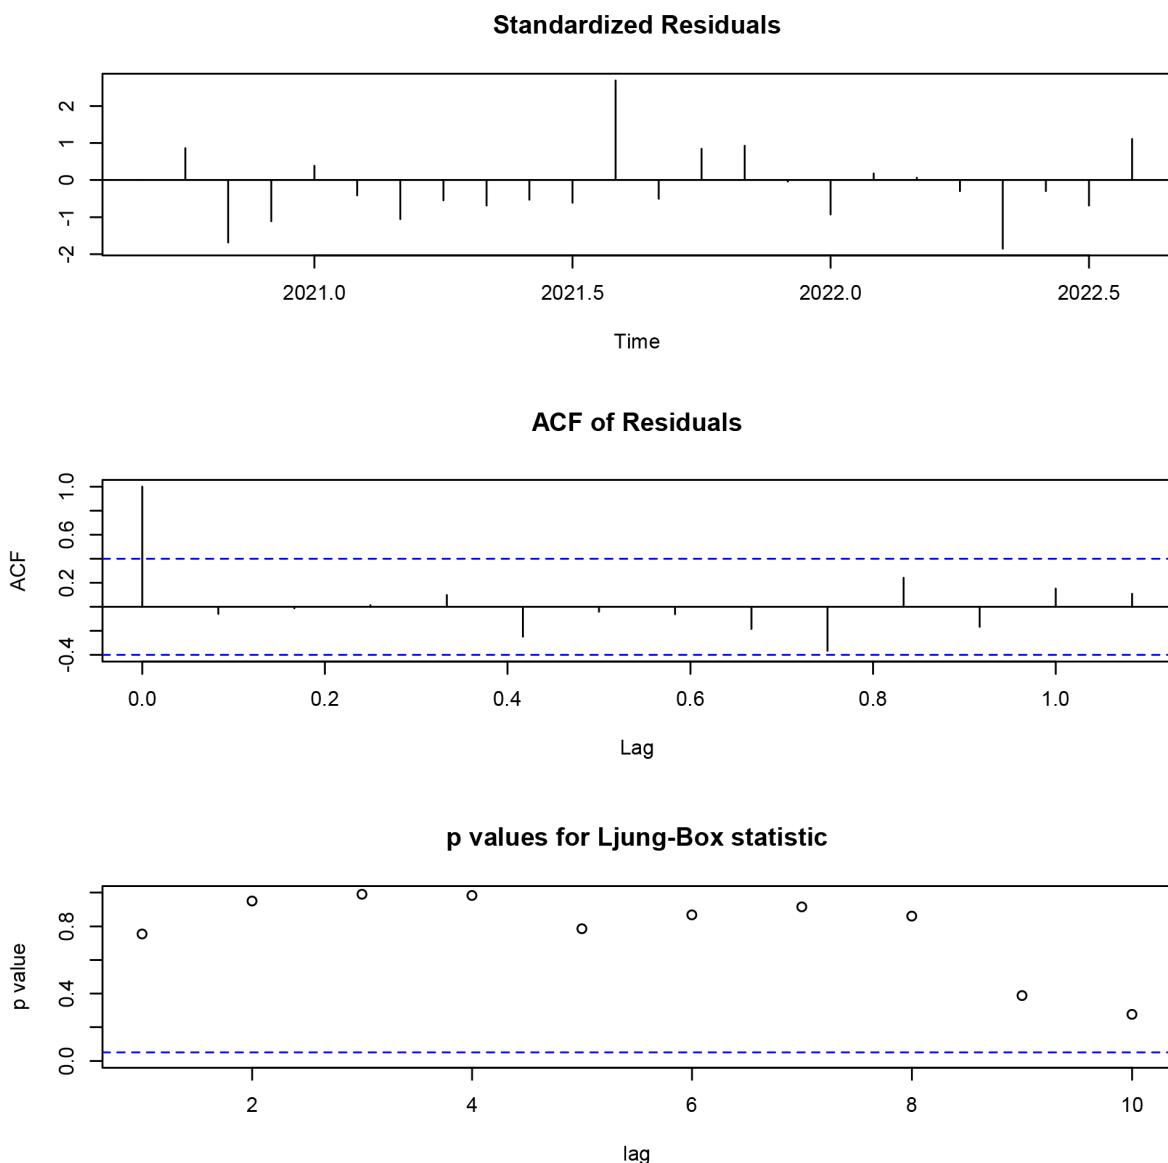 Standardized Residuals
2
1
0
-1
-2
2021.0 2021.5 2022.0 2022.5
Time
ACF of Residuals
ACF
1.0
0.6
0.2
-0.4
0.0 0.2 0.4 0.6 0.8 1.0
Lag
p values for Ljung-Box statistic
p value
0.8
0.4
0.0
2 4 6 8 10
lag